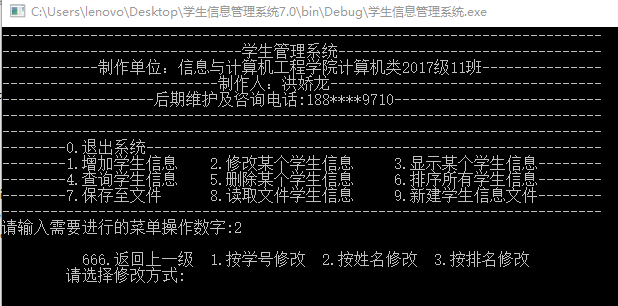 C:\Users\lenovo\Desktop\学生信息管理系统7.0\bin\Debug\学生信息管理系统.exe
------------------------------学生管理系统---------------------------------
------------制作单位：信息与计算机工程学院计算机类2017级11班---------------
---------------------------制作人：洪娇龙----------------------------------
-------------------后期维护及咨询电话:188****9710--------------------------
--------0.退出系统---------------------------------------------------------
--------1.增加学生信息    2.修改某个学生信息     3.显示某个学生信息--------
--------4.查询学生信息    5.删除某个学生信息     6.排序所有学生信息--------
--------7.保存至文件      8.读取文件学生信息     9.新建学生信息文件--------
请输入需要进行的菜单操作数字:2
666.返回上一级  1.按学号修改  2.按姓名修改  3.按排名修改
请选择修改方式: